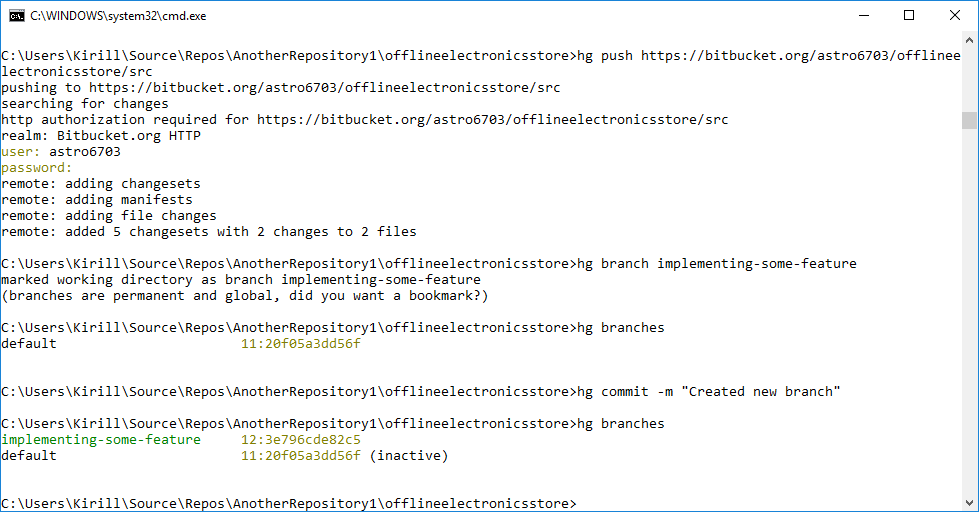 C:\WINDOWS\system32\cmd.exe
C:\Users\Kirill\Source\Repos\AnotherRepository1\offlineelectronicsstore>hg push https://bitbucket.org/astro6703/offlinee
lectronicsstore/src
pushing to https://bitbucket.org/astro6703/offlineelectronicsstore/src
searching for changes
http authorization required for https://bitbucket.org/astro6703/offlineelectronicsstore/src
realm: Bitbucket.org HTTP
user: astro6703
password:
remote: adding changesets
remote: adding manifests
remote: adding file changes
remote: added 5 changesets with 2 changes to 2 files
C:\Users\Kirill\Source\Repos\AnotherRepository1\offlineelectronicsstore>hg branch implementing-some-feature
marked working directory as branch implementing-some-feature
(branches are permanent and global, did you want a bookmark?)
C:\Users\Kirill\Source\Repos\AnotherRepository1\offlineelectronicsstore>hg branches
default                       11:20f05a3dd56f
C:\Users\Kirill\Source\Repos\AnotherRepository1\offlineelectronicsstore>hg commit -m "Created new branch"
C:\Users\Kirill\Source\Repos\AnotherRepository1\offlineelectronicsstore>hg branches
implementing-some-feature     12:3e796cde82c5
default                       11:20f05a3dd56f (inactive)
C:\Users\Kirill\Source\Repos\AnotherRepository1\offlineelectronicsstore>